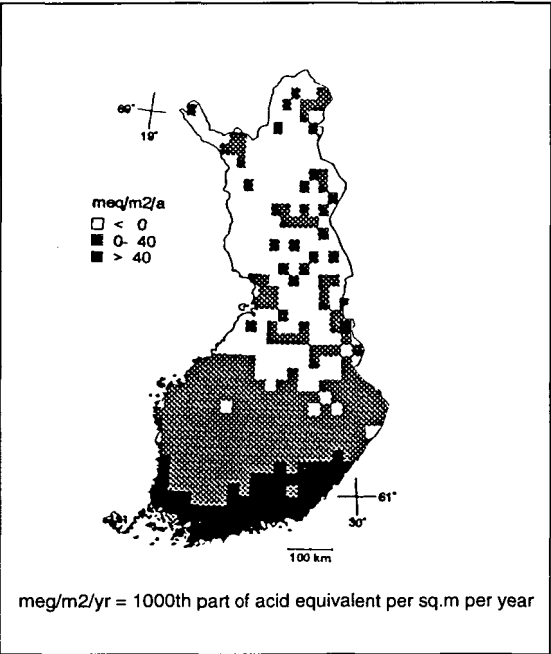 69°
19°
meq/m2/a
< 0
0- 40
> 40
61°
30°
100 km
meg/m2/yr = 1000th part of acid equivalent per sq.m per year